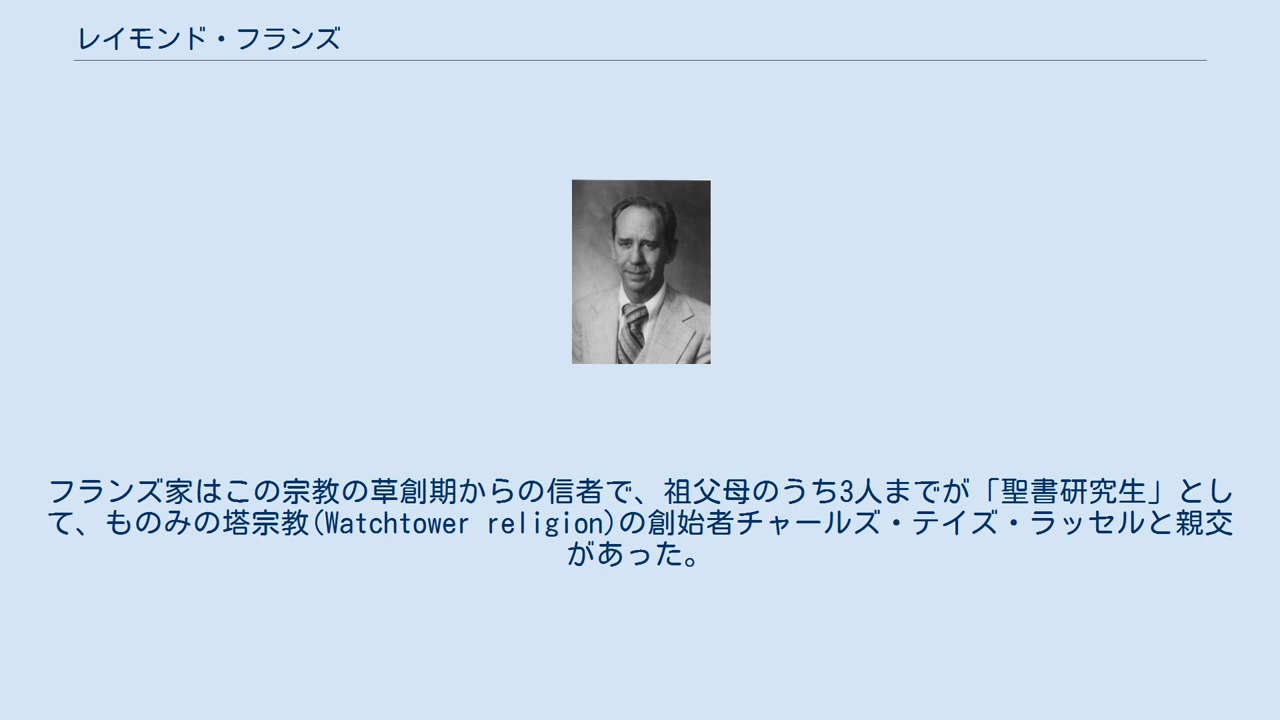 レイモンド・フランズ
フランズ家はこの宗教の草創期からの信者で、祖父母のうち3人までが「聖書研究生」とし
て、ものみの塔宗教(Watchtower religion)の創始者チャールズ・テイズ・ラッセルと親交
があった。